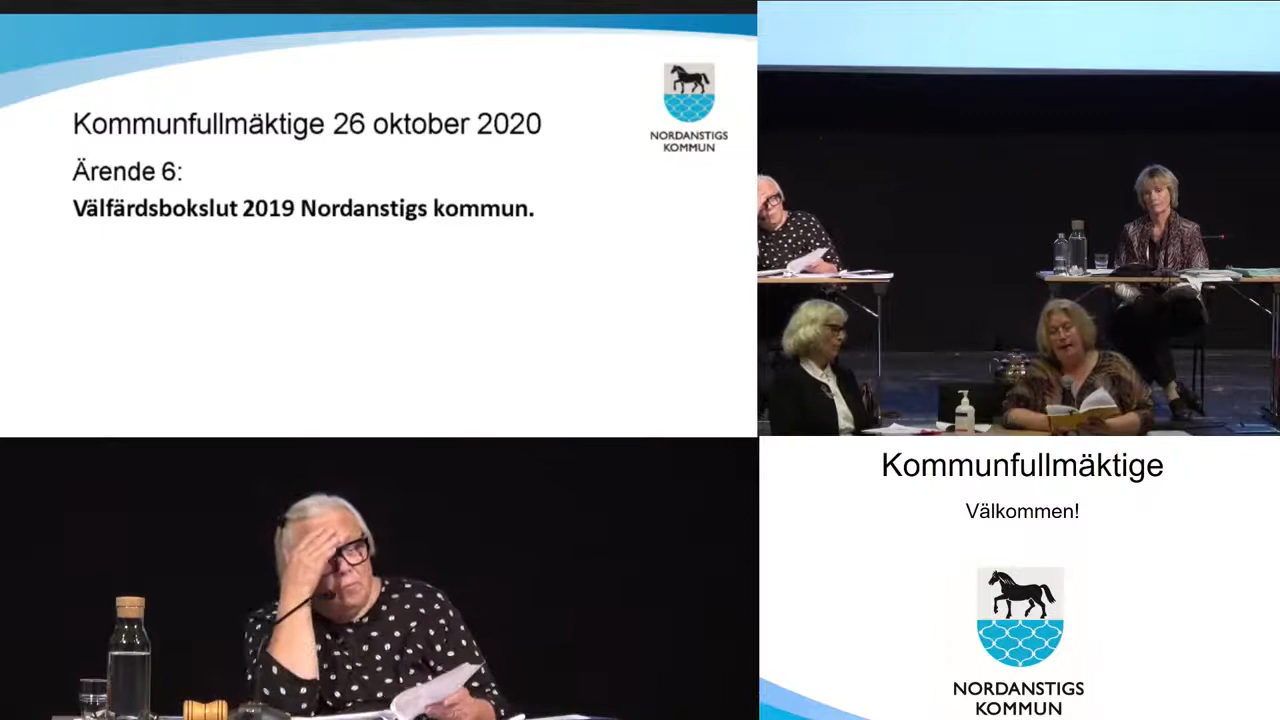 Kommunfullmäktige 26 oktober 2020
Ärende 6:
Välfärdsbokslut 2019 Nordanstigs kommun.
NORDANSTIGS
KOMMUN
Kommunfullmäktige
Välkommen!
NORDANSTIGS
KOMMUN